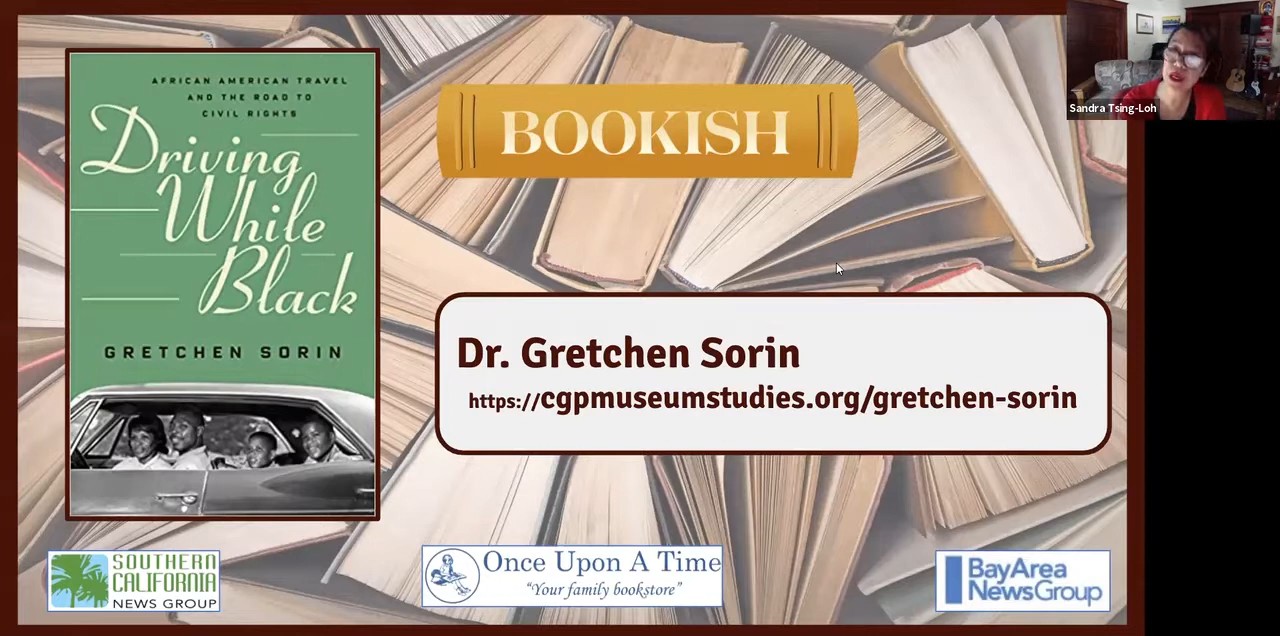 AFRICAN AMERICAN TRAVEL
AND THE ROAD TO
CIVIL RIGHTS
Driving
While
Black
GRETCHEN SORIN
BOOKISH
Sandra Tsing-Loh
Dr. Gretchen Sorin
https://cgpmuseumstudies.org/gretchen-sorin
SOUTHERN
CALIFORNIA
NEWS GROUP
Once Upon A Time
“Your family bookstore”
BayArea
NewsGroup